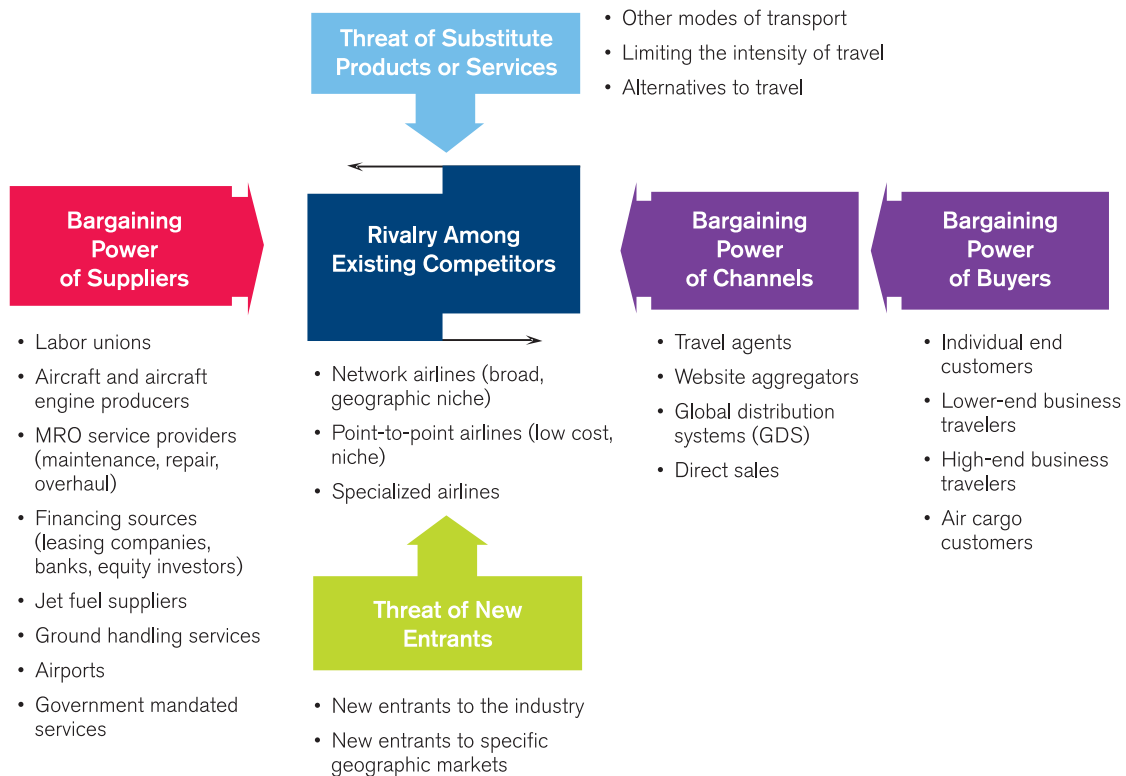 Threat of Substitute
Products or Services
• Other modes of transport
• Limiting the intensity of travel
• Alternatives to travel
Bargaining
Power
of Suppliers
• Labor unions
• Aircraft and aircraft
engine producers
• MRO service providers
(maintenance, repair,
overhaul)
• Financing sources
(leasing companies,
banks, equity investors)
• Jet fuel suppliers
• Ground handling services
• Airports
• Government mandated
services
Rivalry Among
Existing Competitors
• Network airlines (broad,
geographic niche)
• Point-to-point airlines (low cost,
niche)
• Specialized airlines
Threat of New
Entrants
• New entrants to the industry
• New entrants to specific
geographic markets
Bargaining
Power
of Channels
• Travel agents
• Website aggregators
• Global distribution
systems (GDS)
• Direct sales
Bargaining
Power
of Buyers
• Individual end
customers
• Lower-end business
travelers
• High-end business
travelers
• Air cargo
customers